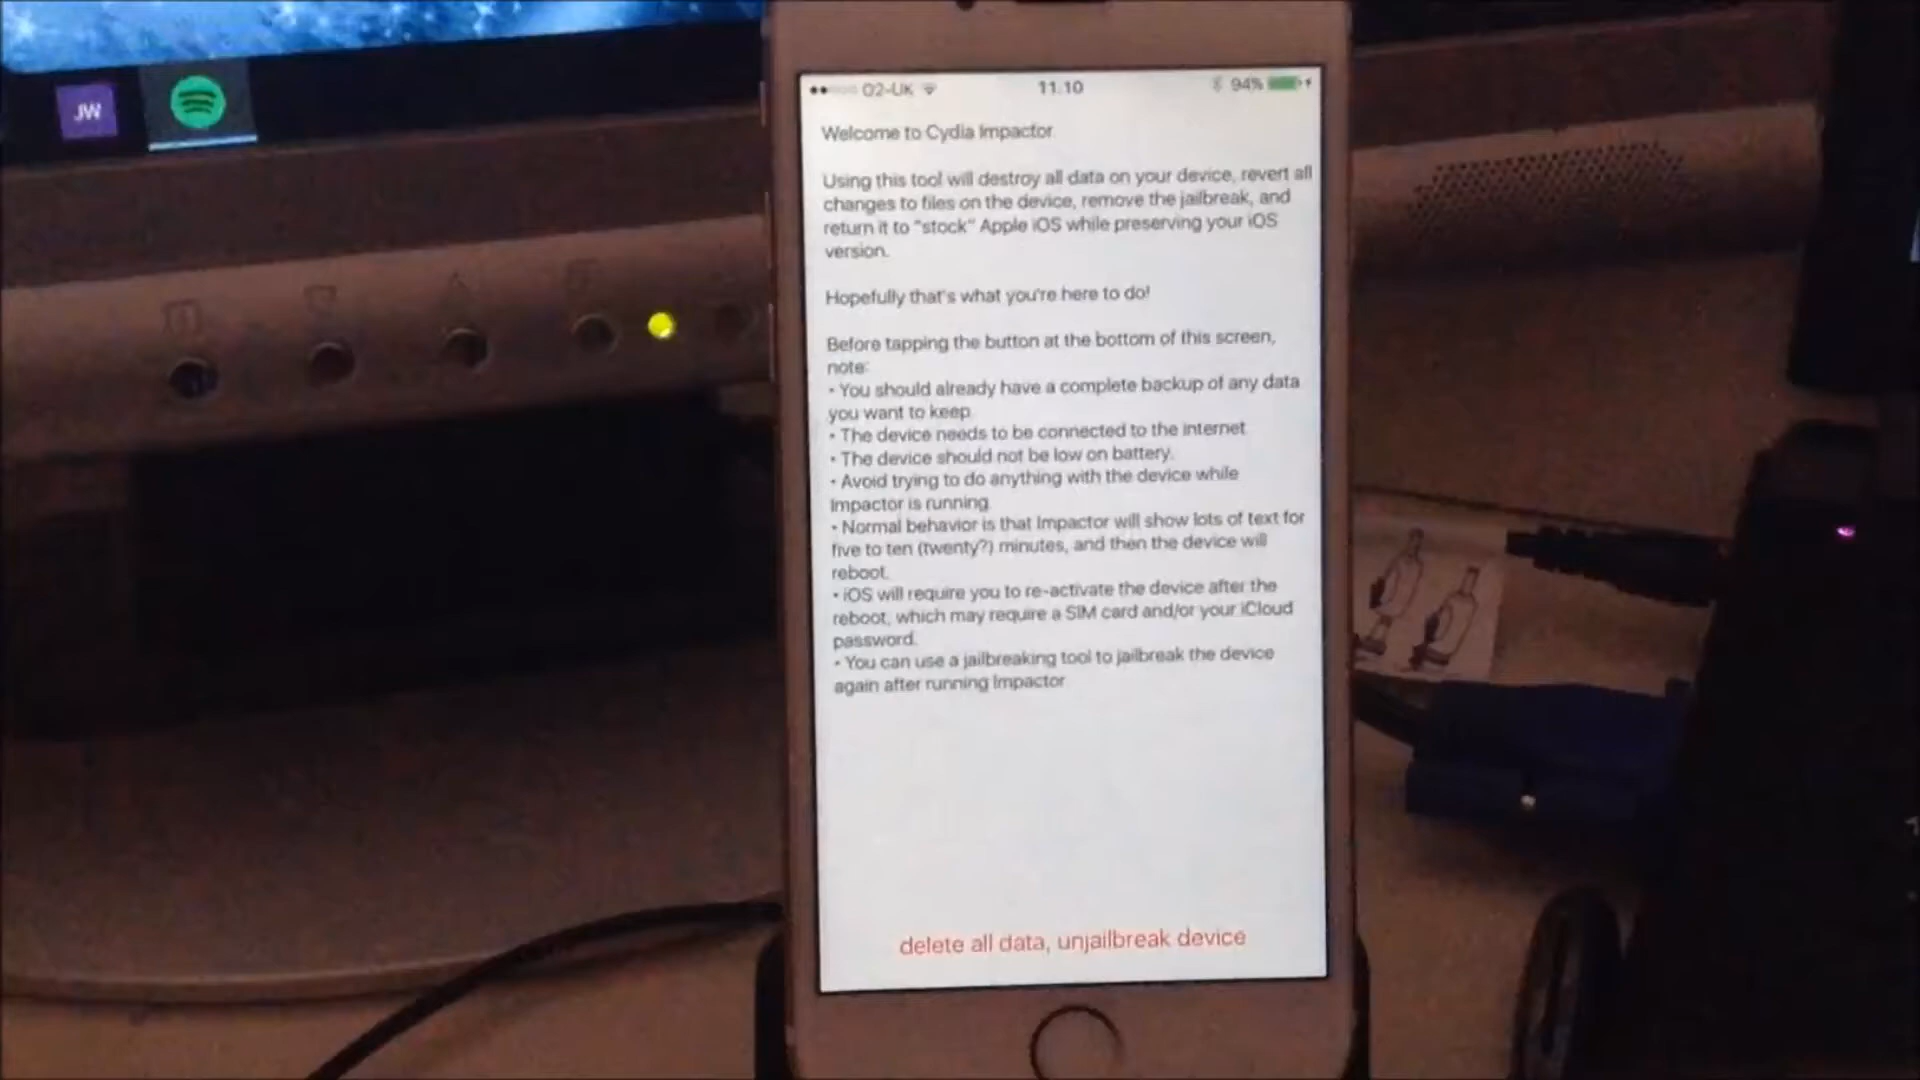 JW
O2-UK
11.10
94%
Welcome to Cydia Impactor
Using this tool will destroy all data on your device, revert all
changes to files on the device, remove the jailbreak, and
return it to "stock" Apple iOS while preserving your iOS
version.
Hopefully that's what you're here to do!
Before tapping the button at the bottom of this screen,
note:
• You should already have a complete backup of any data
you want to keep.
• The device needs to be connected to the internet.
• The device should not be low on battery.
• Avoid trying to do anything with the device while
Impactor is running.
• Normal behavior is that Impactor will show lots of text for
five to ten (twenty?) minutes, and then the device will
reboot.
• iOS will require you to re-activate the device after the
reboot, which may require a SIM card and/or your iCloud
password.
• You can use a jailbreaking tool to jailbreak the device
again after running Impactor
delete all data, unjailbreak device